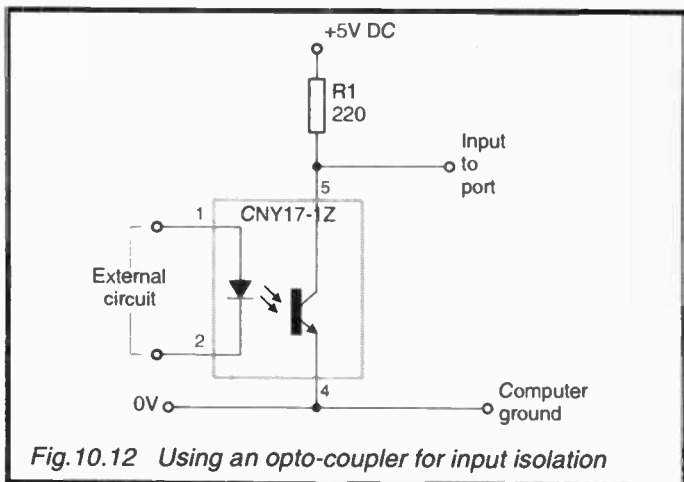 +5V DC
R1
220
Input
to
port
5
CNY17-1Z
1
External
circuit
2
4
0V
Computer
ground
Fig.10.12 Using an opto-coupler for input isolation